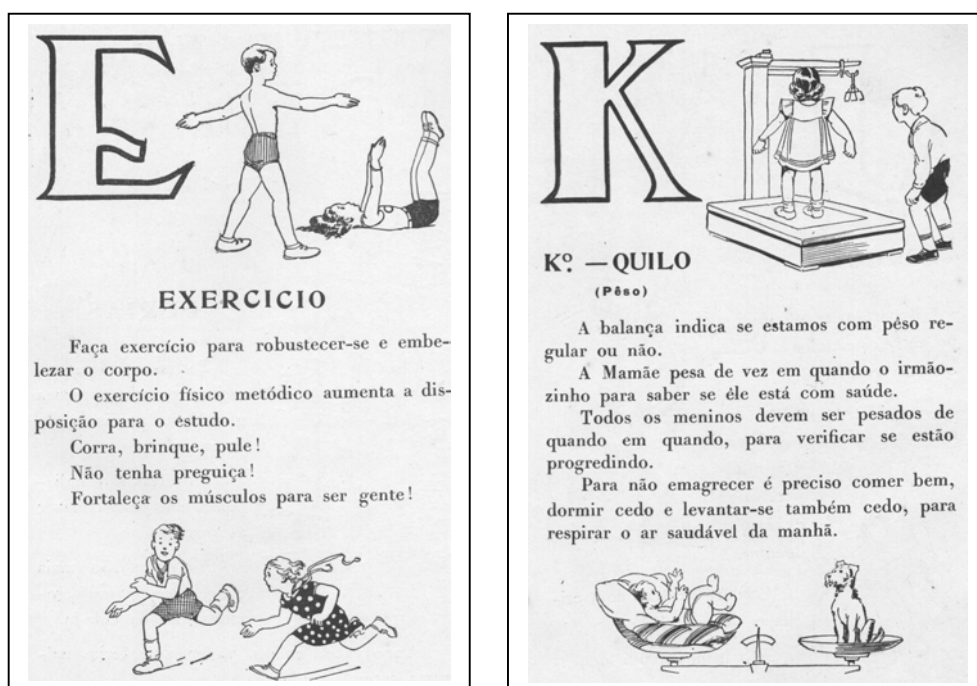 E
EXERCICIO
Faça exercício para robustecer-se e embe-
lezar o corpo.
O exercício físico metódico aumenta a dis-
posição para o estudo.
Corra, brinque, pule!
Não tenha preguiça!
Fortaleça os músculos para ser gente!
K
Kº. — QUILO
(Pêso)
A balança indica se estamos com pêso re-
gular ou não.
A Mamãe pesa de vez em quando o irmão-
zinho para saber se êle está com saúde.
Todos os meninos devem ser pesados de
quando em quando, para verificar se estão
progredindo.
Para não emagrecer é preciso comer bem,
dormir cedo e levantar-se também cedo, para
respirar o ar saudável da manhã.